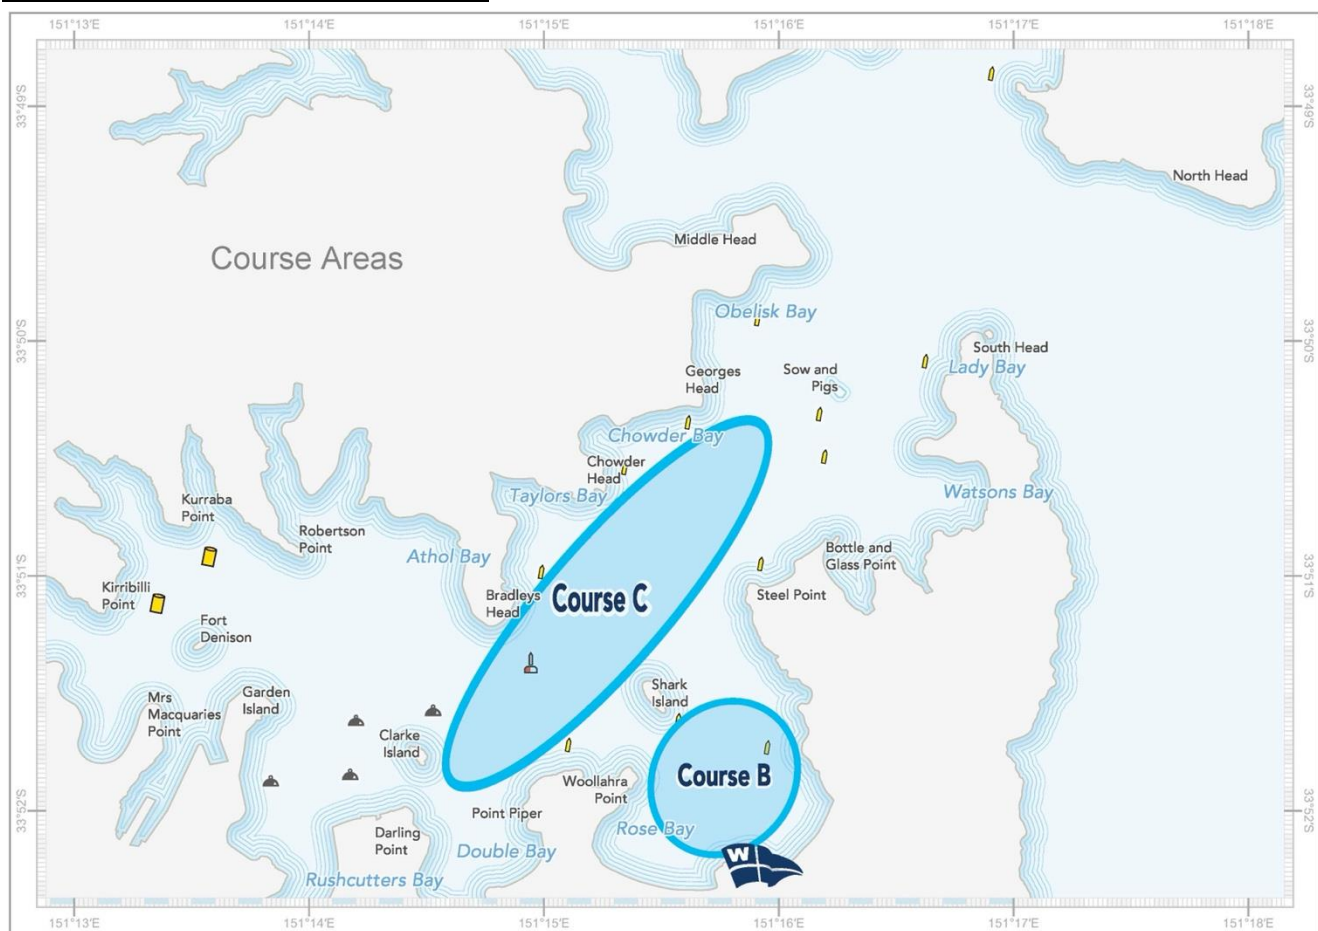 151°13'E 151°14'E 151°15'E 151°16'E 151°17'E 151°18'E
33°49'S
33°49'S
North Head
Middle Head
Course Areas
Obelisk Bay
33°50'S
33°50'S
South Head
Lady Bay
Georges
Head
Sow and
Pigs
Chowder Bay
Chowder
Head
Taylors Bay
Watsons Bay
Kurraba
Point
Robertson
Point
Athol Bay
Bottle and
Glass Point
33°51'S
33°51'S
Kirribilli
Point
Bradleys
Head
Course C
Steel Point
Fort
Denison
Shark
Island
Garden
Island
Mrs
Macquaries
Point
Clarke
Island
Course B
Woollahra
Point
33°52'S
33°52'S
Point Piper
Rose Bay
Darling
Point
Double Bay
W
Rushcutters Bay
151°13'E 151°14'E 151°15'E 151°16'E 151°17'E 151°18'E